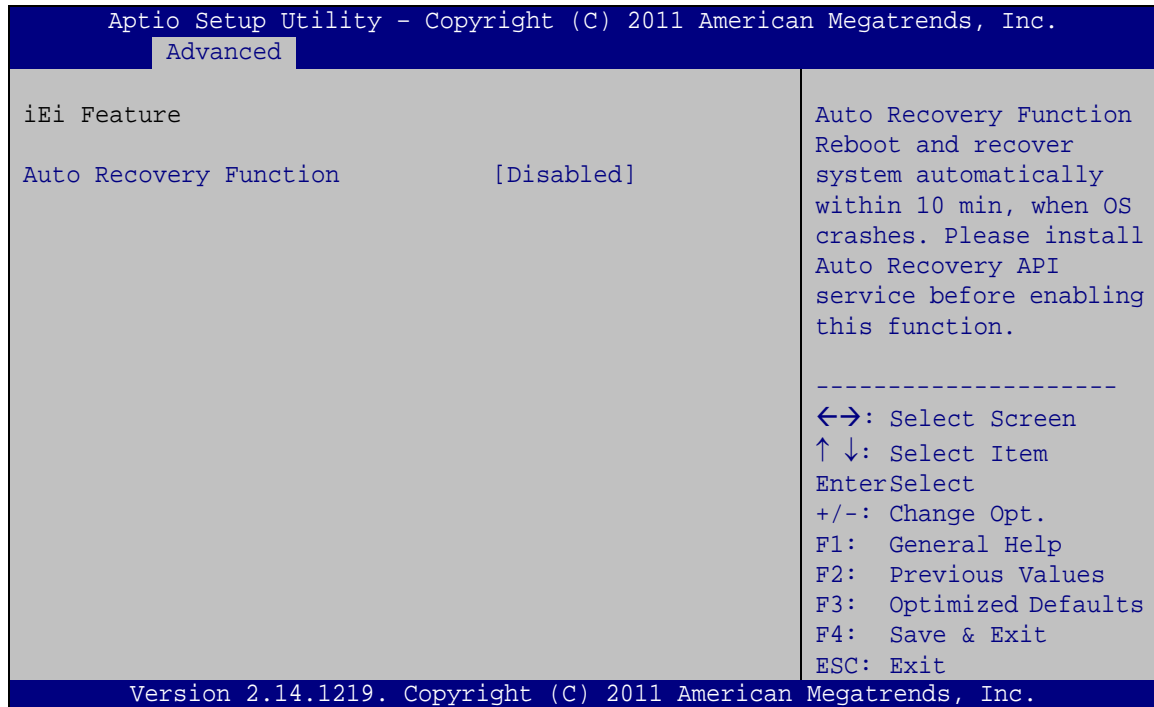 Aptio Setup Utility – Copyright (C) 2011 American Megatrends, Inc.
Advanced
iEi Feature
Auto Recovery Function [Disabled]
Auto Recovery Function
Reboot and recover
system automatically
within 10 min, when OS
crashes. Please install
Auto Recovery API
service before enabling
this function.
---------------------
←→: Select Screen
↑ ↓: Select Item
EnterSelect
+/-: Change Opt.
F1: General Help
F2: Previous Values
F3: Optimized Defaults
F4: Save & Exit
ESC: Exit
Version 2.14.1219. Copyright (C) 2011 American Megatrends, Inc.